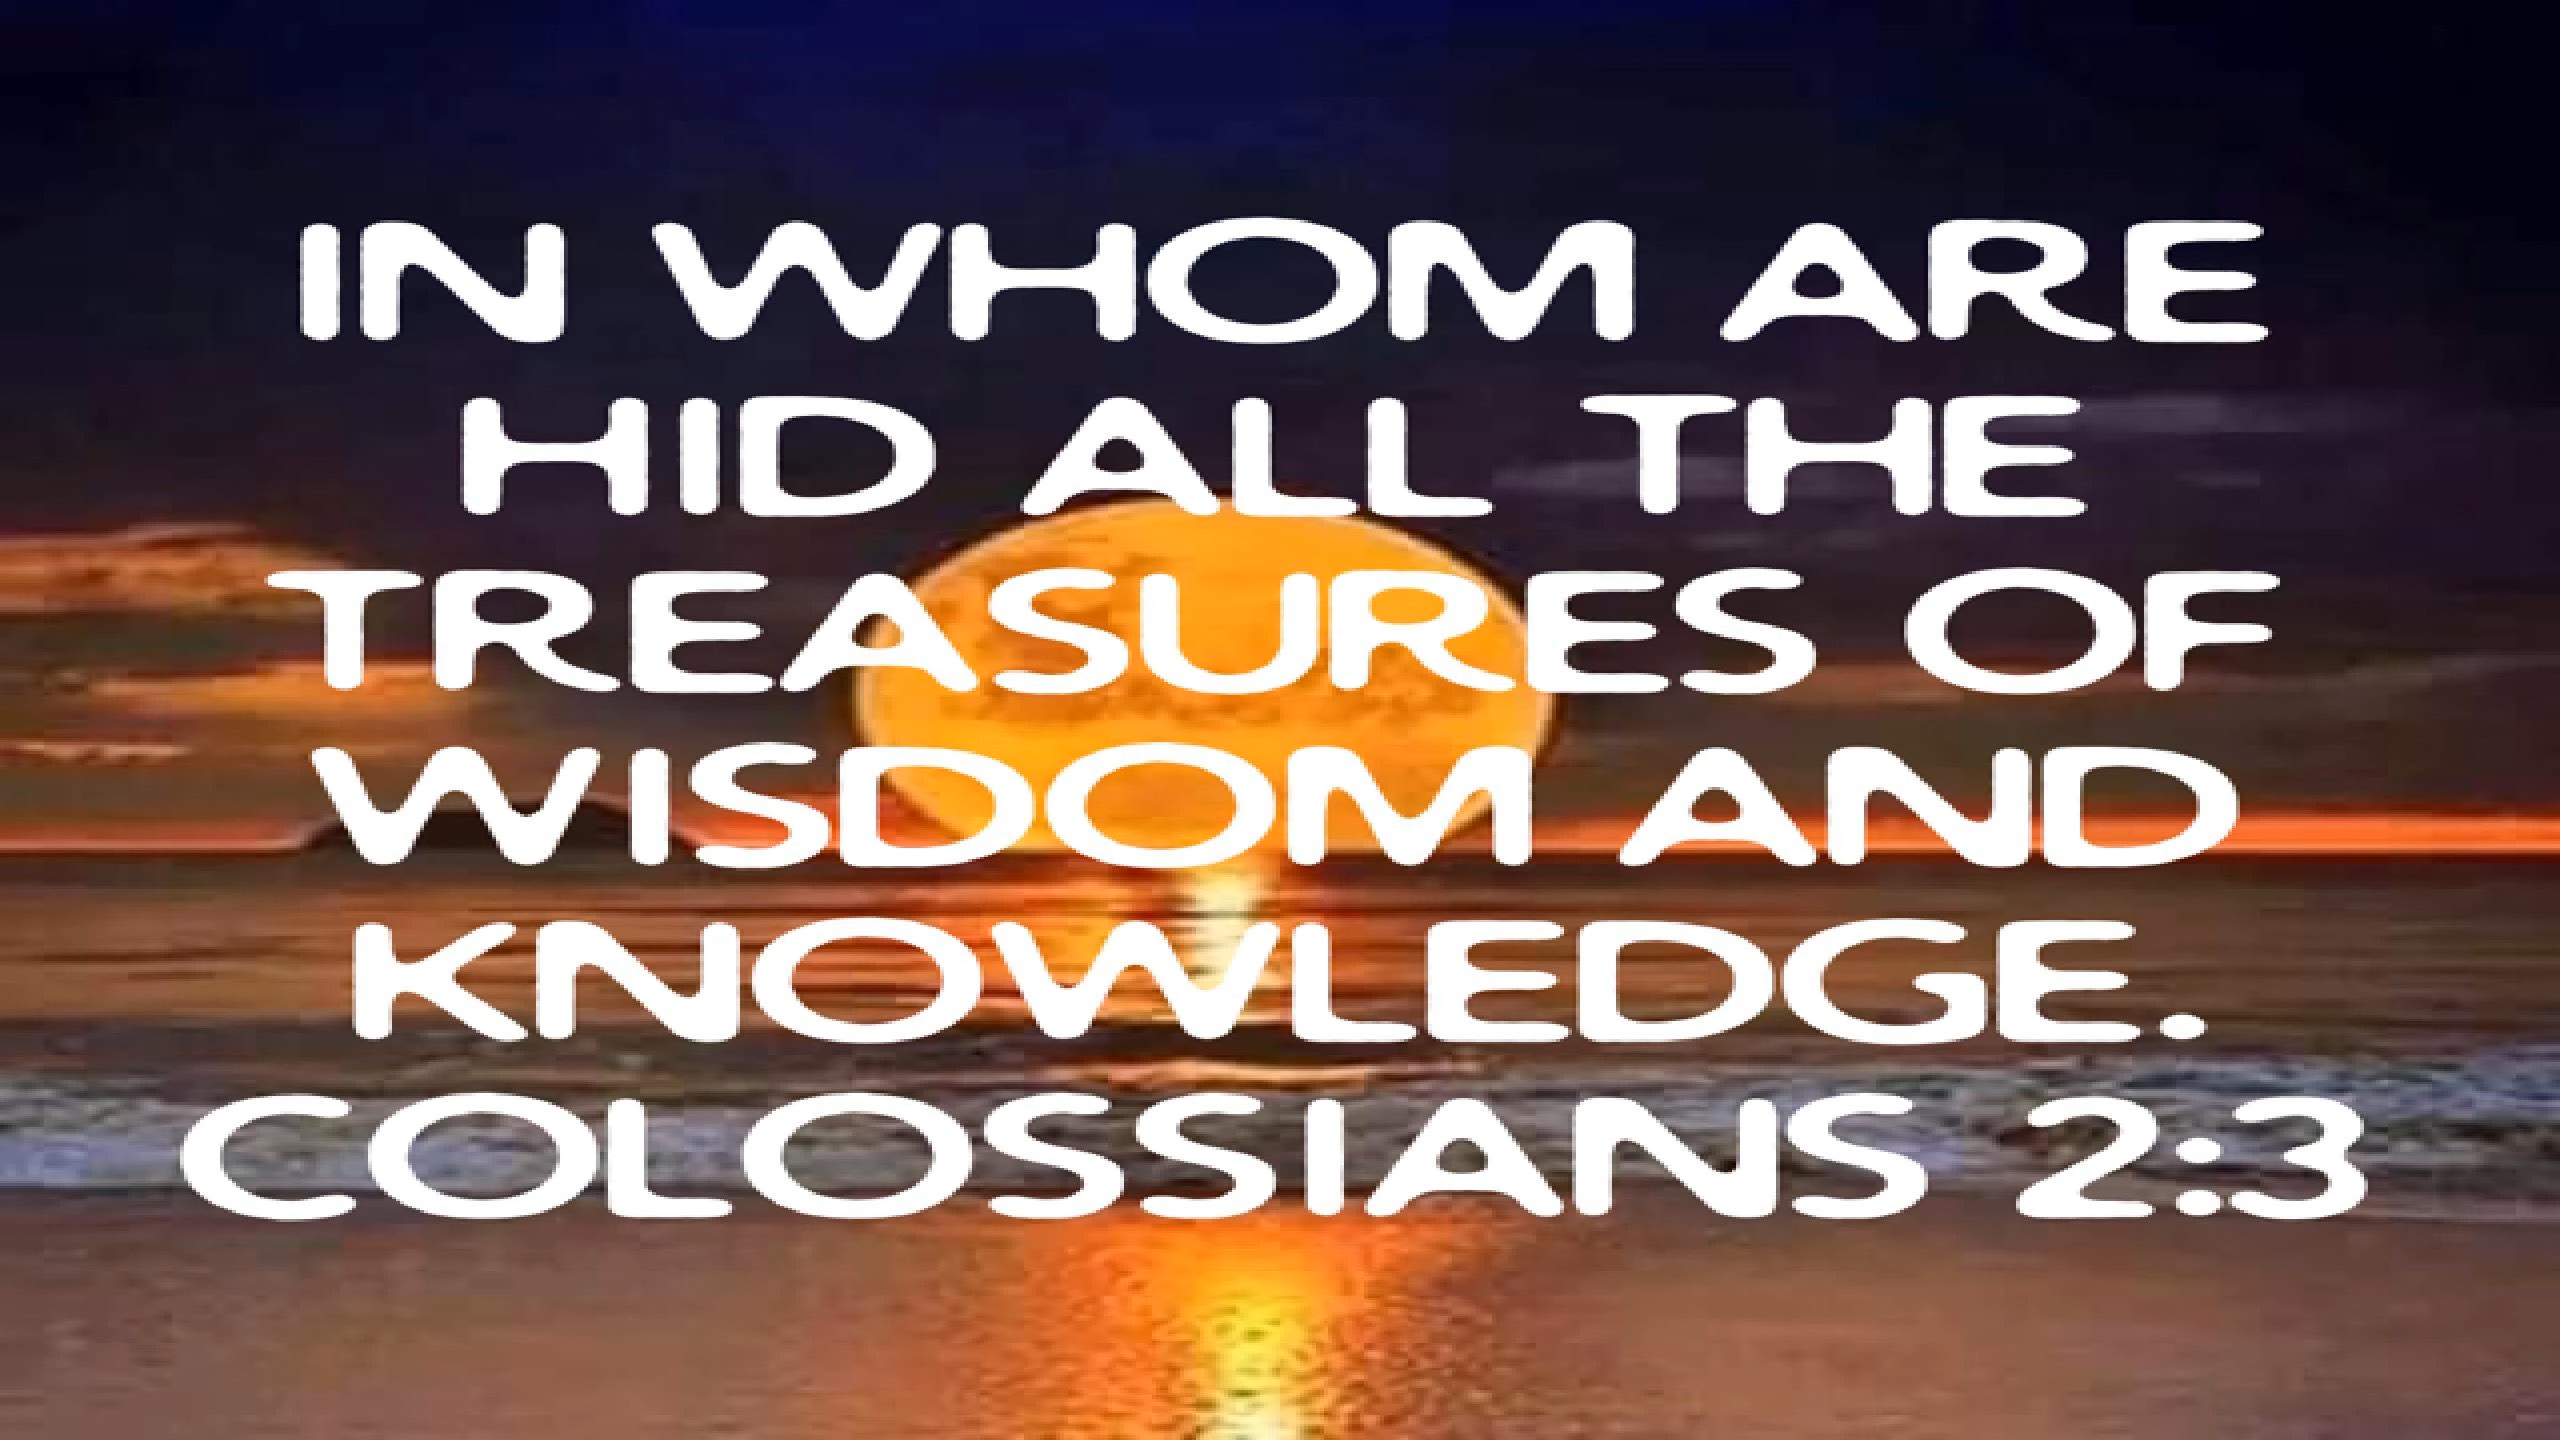 IN WHOM ARE
HID ALL THE
TREASURES OF
WISDOM AND
KNOWLEDGE.
COLOSSIANS 2:3